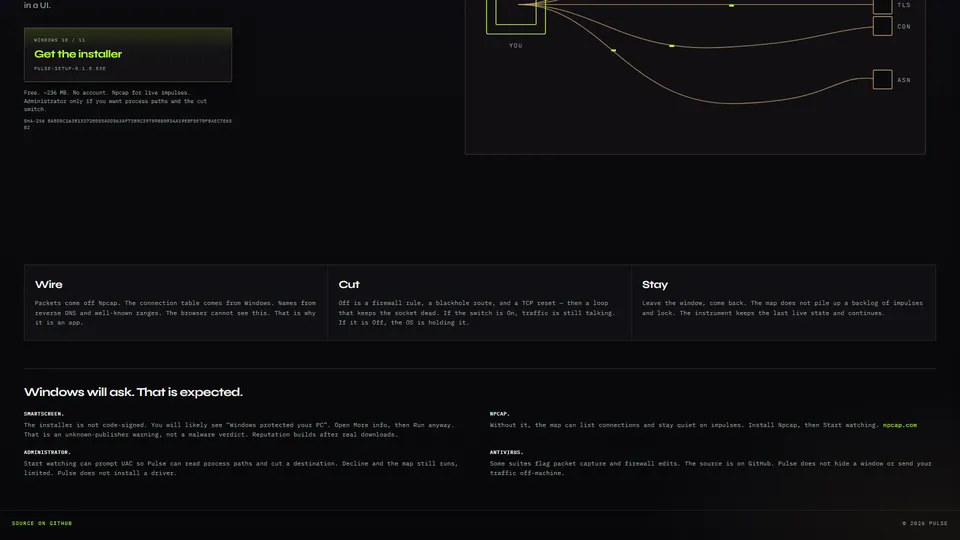 in a UI.
WINDOWS 10 / 11
Get the installer
PULSE-SETUP-0.1.0.EXE
Free. ~236 MB. No account. Npcap for live impulses.
Administrator only if you want process paths and the cut
switch.
SHA-256
TLS
CON
YOU
ASN
Wire
Packets come off Npcap. The connection table comes from Windows. Names from
reverse DNS and well-known ranges. The browser cannot see this. That is why
it is an app.
Cut
Off is a firewall rule, a blackhole route, and a TCP reset — then a loop
that keeps the socket dead. If the switch is On, traffic is still talking.
If it is Off, the OS is holding it.
Stay
Leave the window, come back. The map does not pile up a backlog of impulses
and lock. The instrument keeps the last live state and continues.
Windows will ask. That is expected.
SMARTSCREEN.
The installer is not code-signed. You will likely see "Windows protected your PC". Open More info, then Run anyway.
That is an unknown-publisher warning, not a malware verdict. Reputation builds after real downloads.
NPCAP.
Without it, the map can list connections and stay quiet on impulses. Install Npcap, then Start watching. npcap.com
ADMINISTRATOR.
Start watching can prompt UAC so Pulse can read process paths and cut a destination. Decline and the map still runs,
limited. Pulse does not install a driver.
ANTIVIRUS.
Some suites flag packet capture and firewall edits. The source is on GitHub. Pulse does not hide a window or send your
traffic off-machine.
SOURCE ON GITHUB
© 2026 PULSE